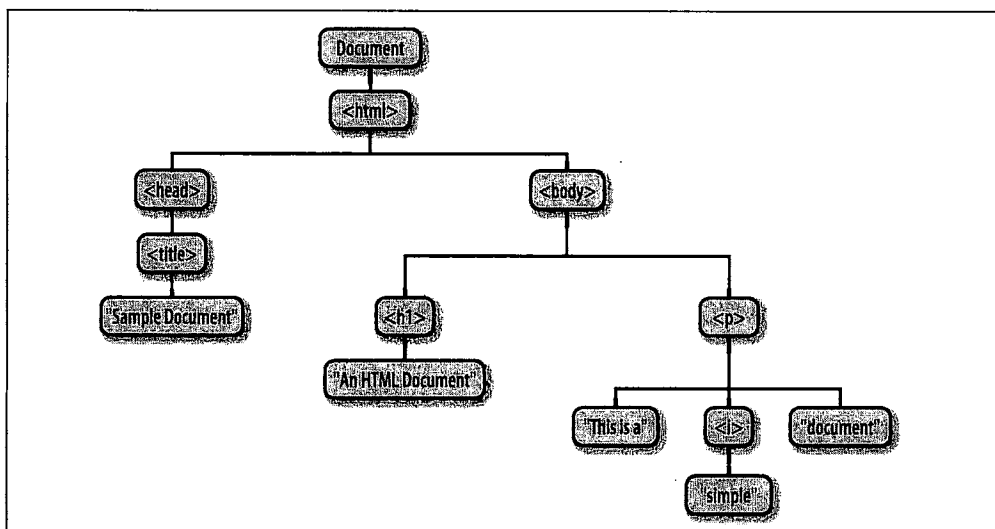 Document
<html>
<head>
<body>
<title>
"Sample Document"
<h1>
<p>
"An HTML Document"
"This is a"
<i>
"document"
"simple"